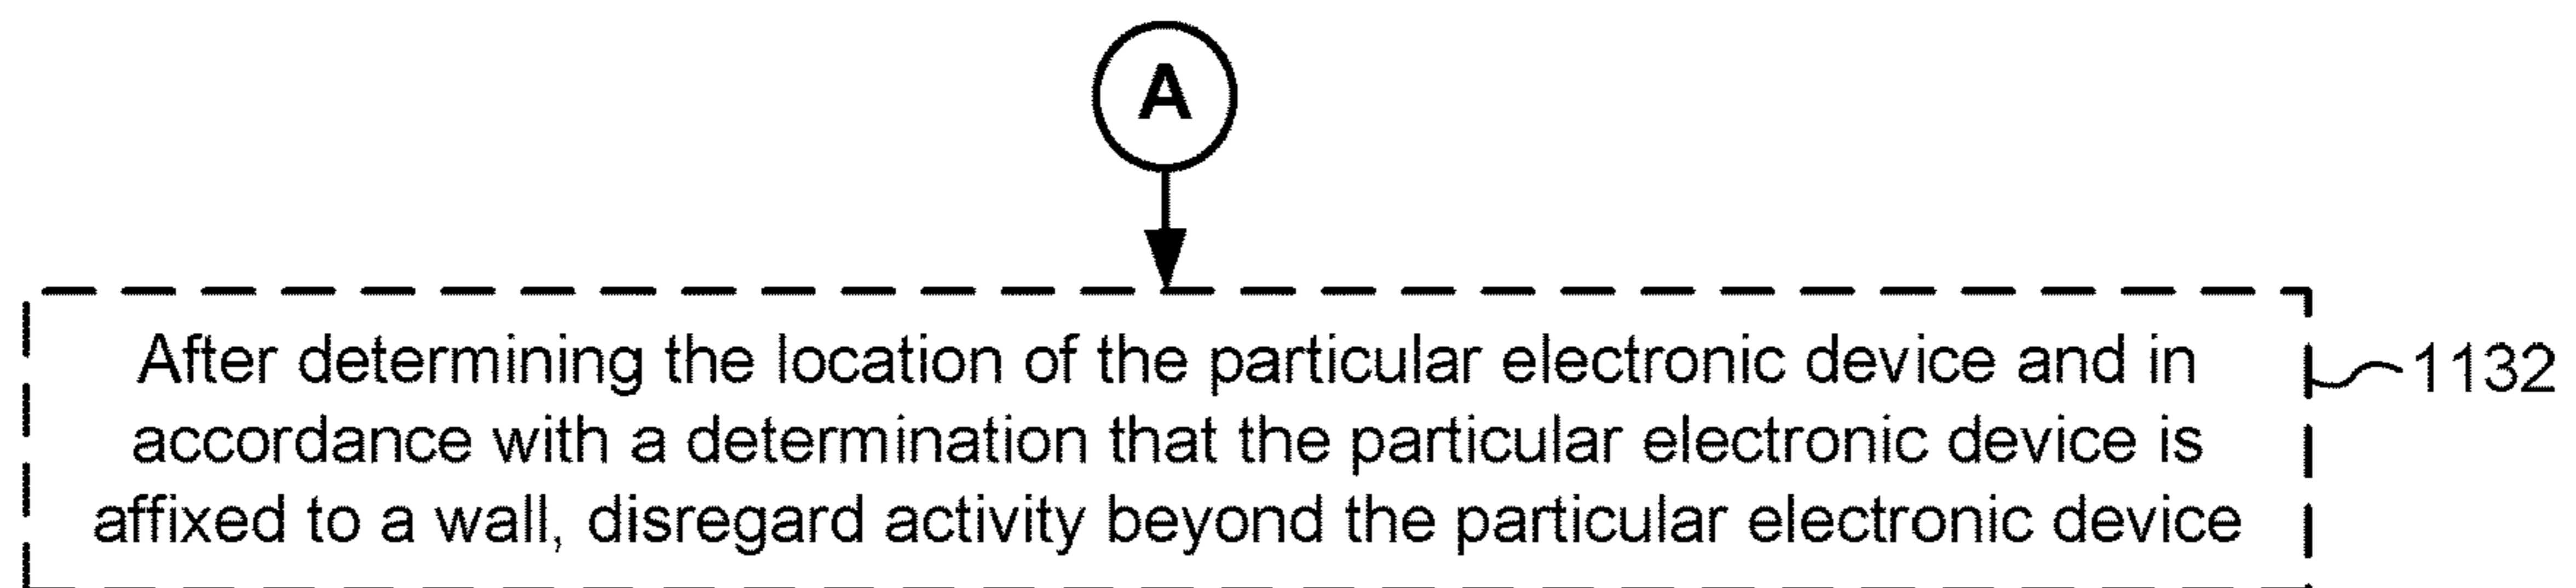 A
After determining the location of the particular electronic device and in
accordance with a determination that the particular electronic device is
affixed to a wall, disregard activity beyond the particular electronic device
1132